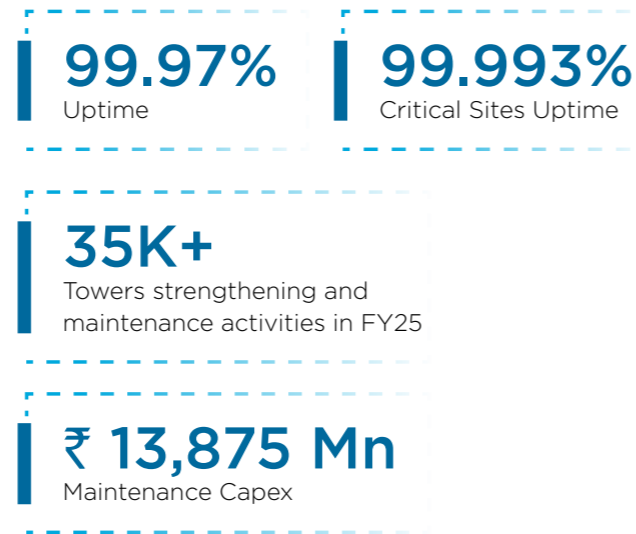 99.97%
Uptime
99.993%
Critical Sites Uptime
35K+
Towers strengthening and
maintenance activities in FY25
₹ 13,875 Mn
Maintenance Capex